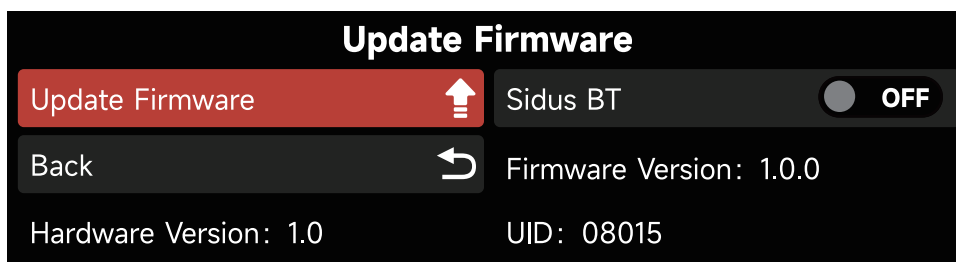 Update Firmware
Update Firmware
Sidus BT
OFF
Back
Firmware Version: 1.0.0
Hardware Version: 1.0
UID: 08015